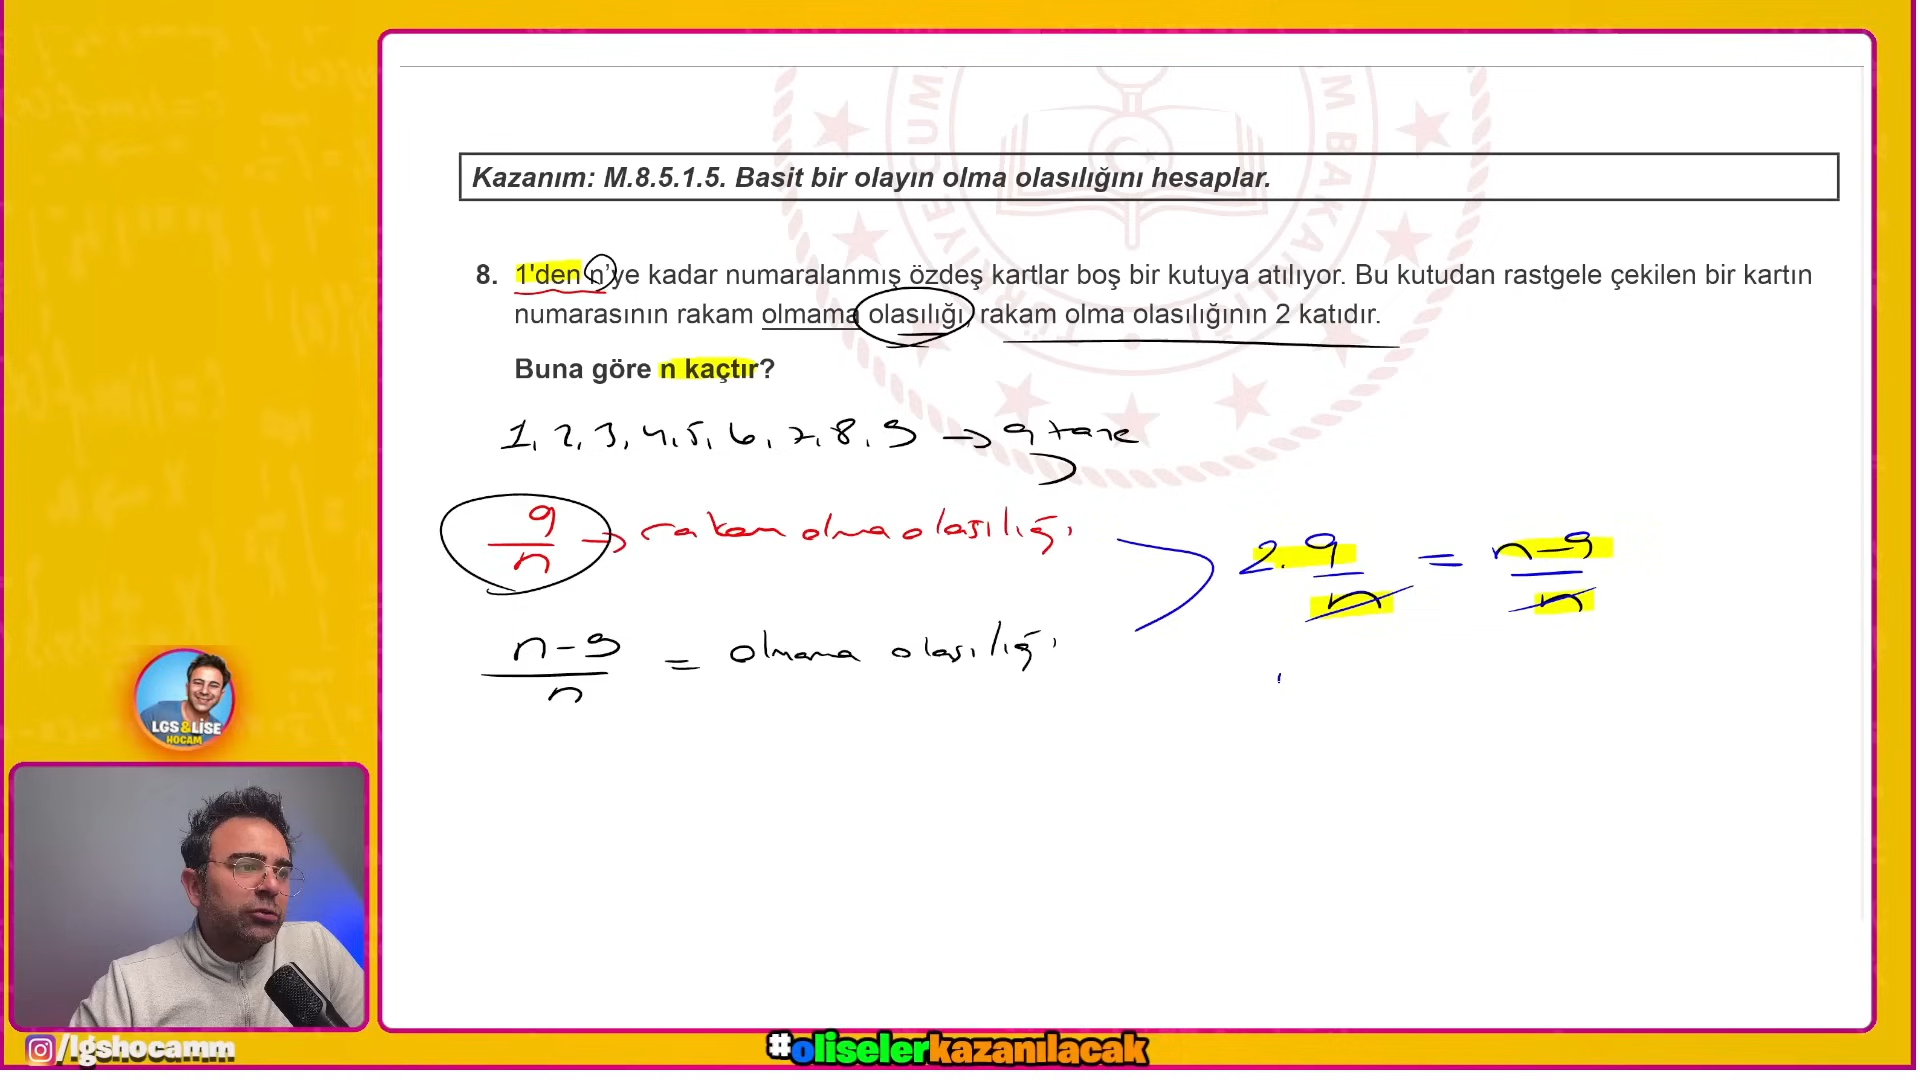 Kazanım: M.8.5.1.5. Basit bir olayın olma olasılığını hesaplar.
8. 1'den n'ye kadar numaralanmış özdeş kartlar boş bir kutuya atılıyor. Bu kutudan rastgele çekilen bir kartın
numarasının rakam olmama olasılığı, rakam olma olasılığının 2 katıdır.
Buna göre n kaçtır?
1, 2, 3, 4, 5, 6, 7, 8, 9 → 9 tane
9/n → rakam olma olasılığı
2. 9/n = n-9/n
n-9/n = olmama olasılığı
LGS&LİSE
HOCAM
/lgshocamm
#oliselerkazanılacak